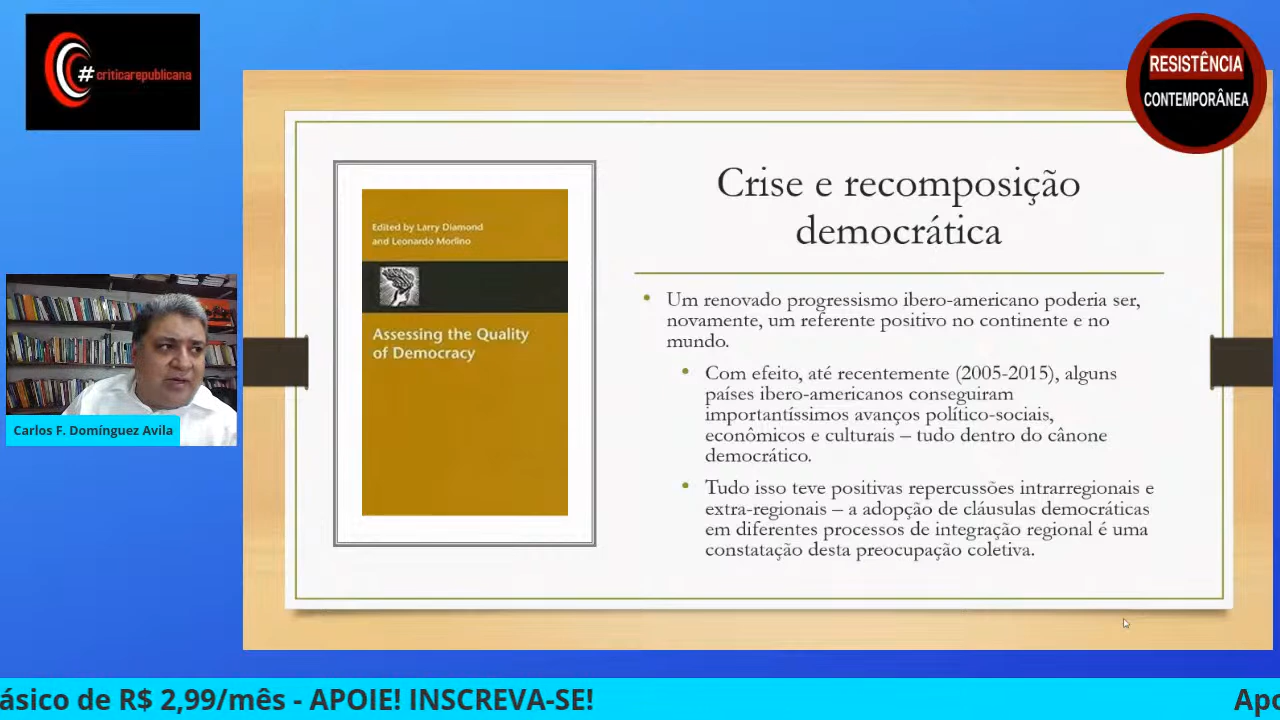 #criticarepublicana
RESISTÊNCIA
CONTEMPORÂNEA
Edited by Larry Diamond
and Leonardo Morlino
Assessing the Quality
of Democracy
Crise e recomposição
democrática
• Um renovado progressismo ibero-americano poderia ser,
novamente, um referente positivo no continente e no
mundo.
• Com efeito, até recentemente (2005-2015), alguns
países ibero-americanos conseguiram
importantíssimos avanços político-sociais,
econômicos e culturais – tudo dentro do cânone
democrático.
• Tudo isso teve positivas repercussões intrarregionais e
extra-regionais – a adopção de cláusulas democráticas
em diferentes processos de integração regional é uma
constatação desta preocupação coletiva.
Carlos F. Domínguez Avila
ásico de R$ 2,99/mês - APOIE! INSCREVA-SE! Apo